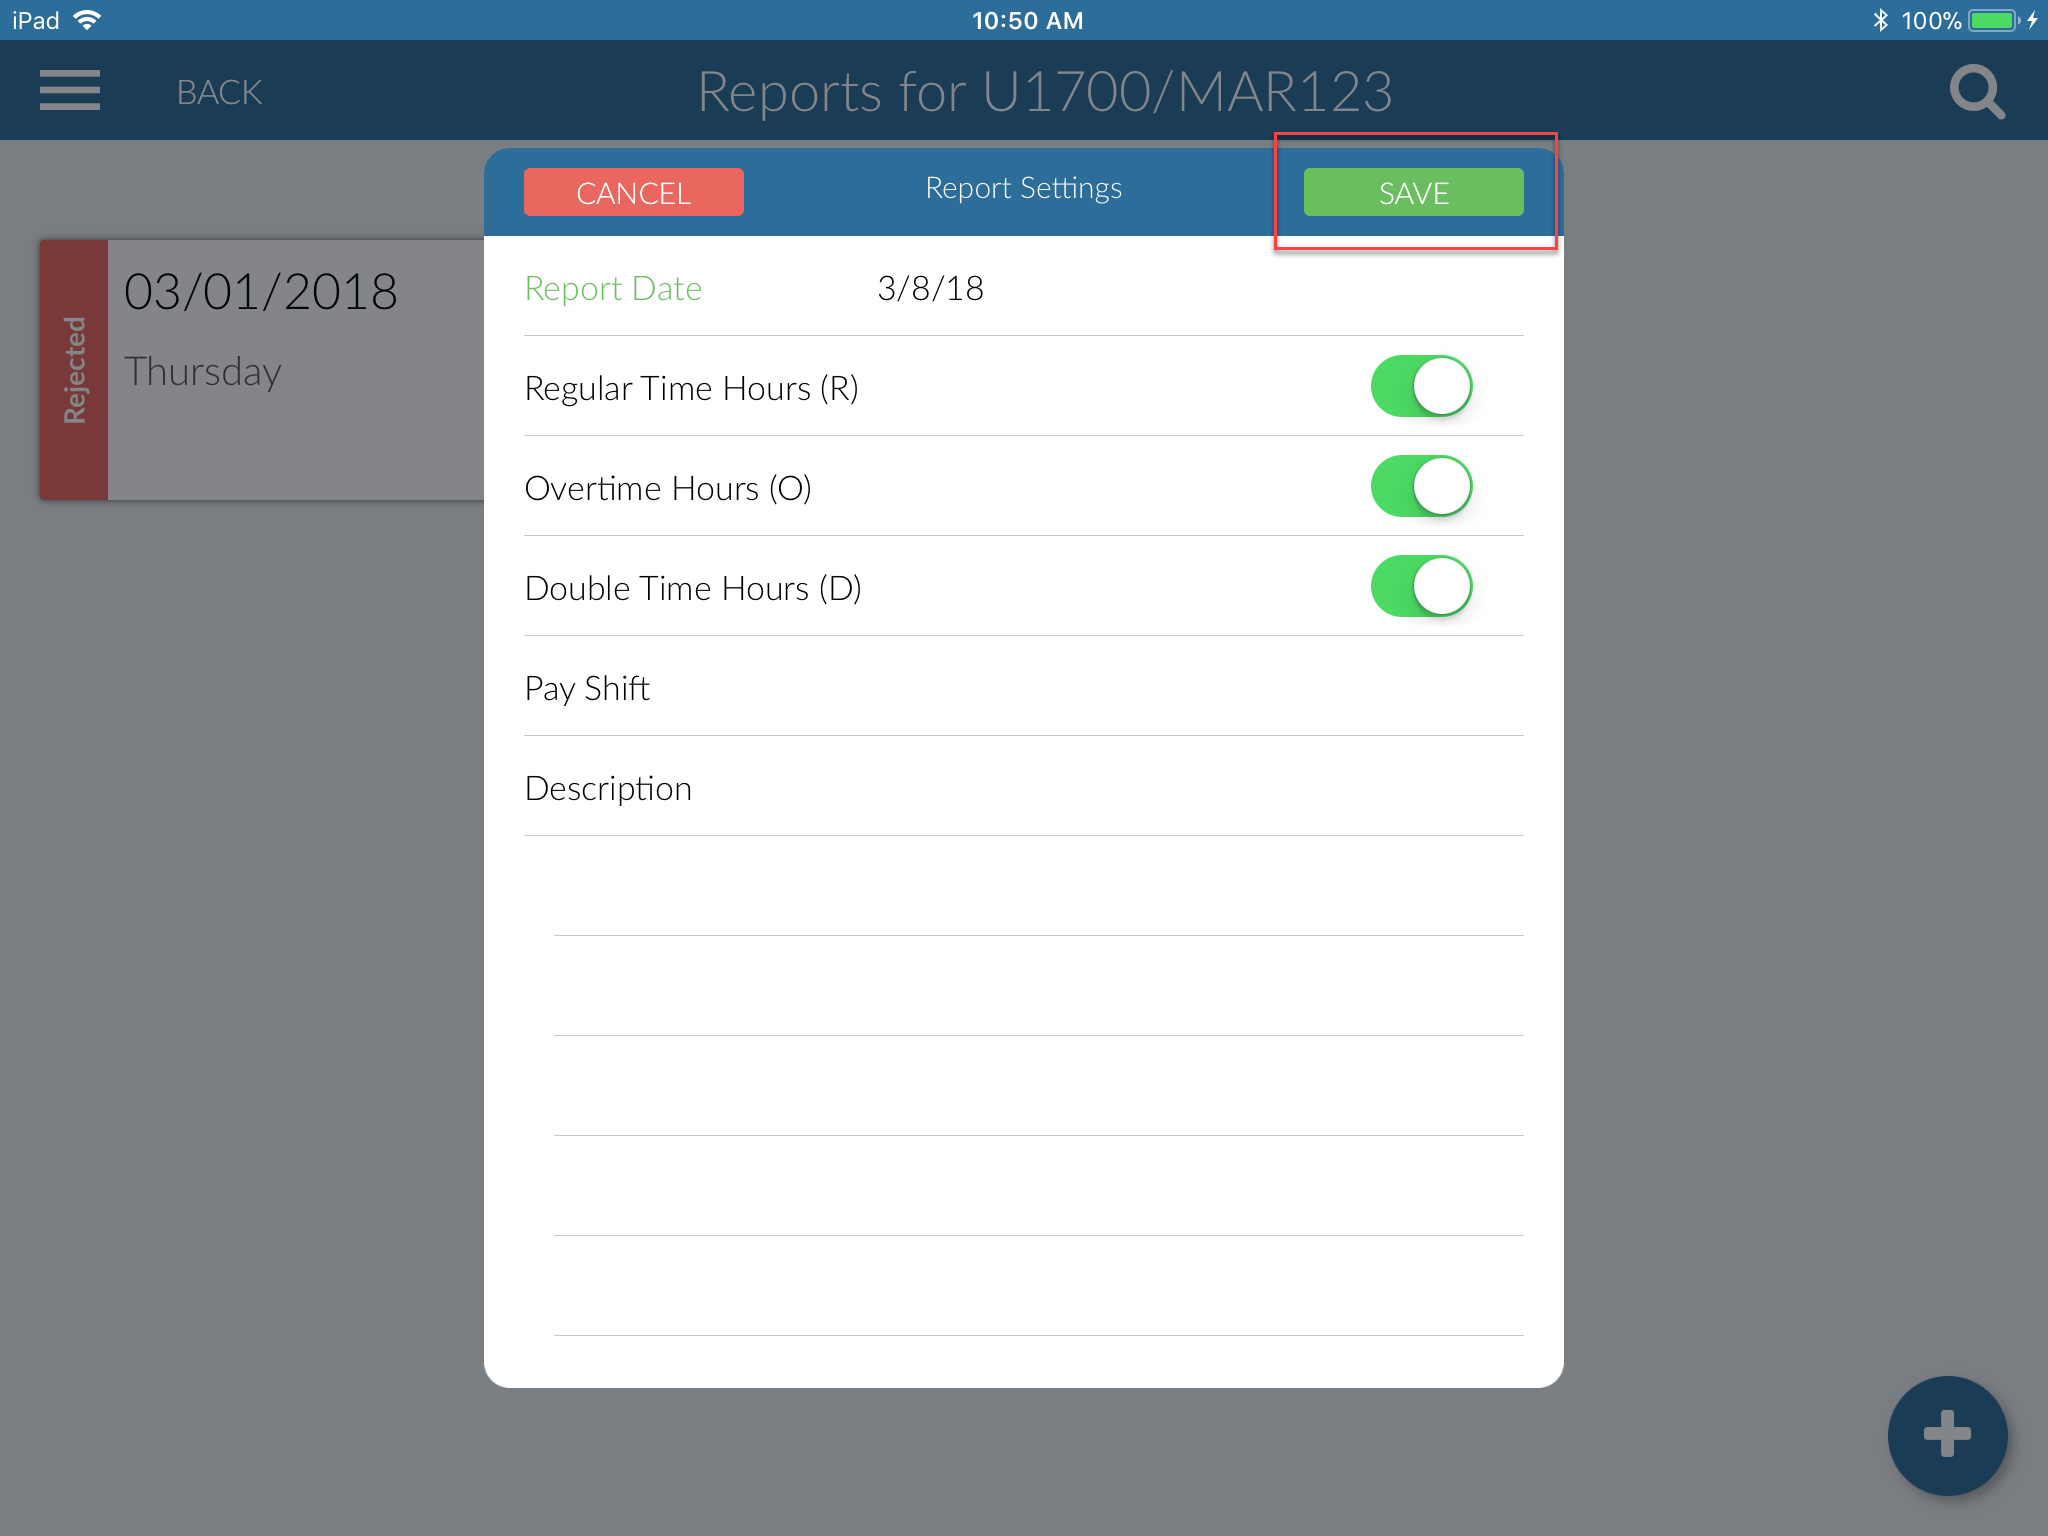 iPad 10:50 AM 100%
BACK Reports for U1700/MAR123
CANCEL Report Settings SAVE
Report Date 3/8/18
03/01/2018
Thursday
Rejected
Regular Time Hours (R)
Overtime Hours (O)
Double Time Hours (D)
Pay Shift
Description